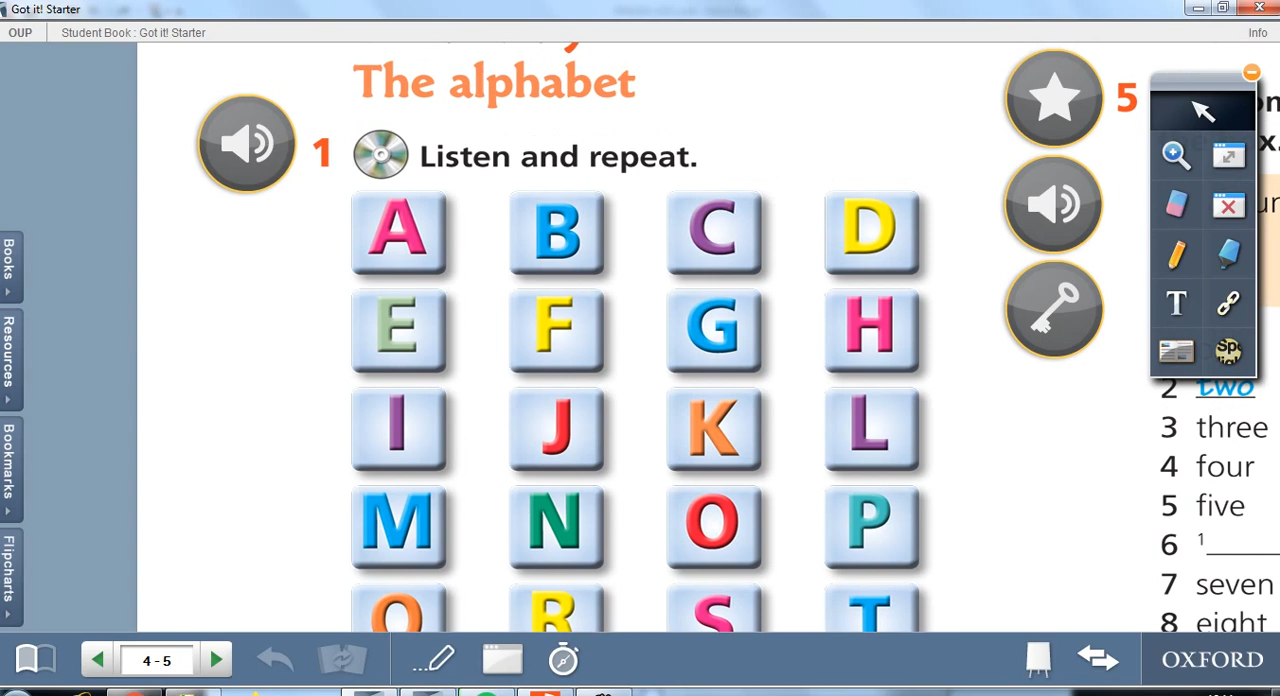 Got it! Starter
OUP
Student Book : Got it! Starter
Info
The alphabet
1 Listen and repeat.
A B C D
E F G H
I J K L
M N O P
Q R S T
5
x.
T
2 two
3 three
4 four
5 five
6 1
7 seven
8 eight
Books
Resources
Bookmarks
Flipcharts
4 - 5
OXFORD